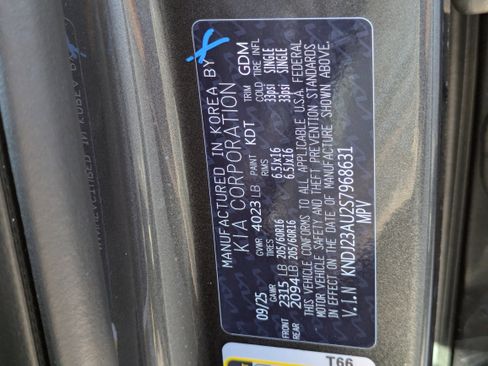 MANUFACTURED IN KOREA BY
KIA CORPORATION
09/25 GVWR 4023 LB PAINT KDT TRIM GDM
GAWR RIMS COLD TIRE INFL
FRONT 2315 LB 205/60R16 6.5Jx16 33psi SINGLE
REAR 2094 LB 205/60R16 6.5Jx16 33psi SINGLE
THIS VEHICLE CONFORMS TO ALL APPLICABLE U.S.A. FEDERAL
MOTOR VEHICLE SAFETY AND THEFT PREVENTION STANDARDS
IN EFFECT ON THE DATE OF MANUFACTURE SHOWN ABOVE.
V.I.N KNDJ23AU2S7968631
MPV
T66